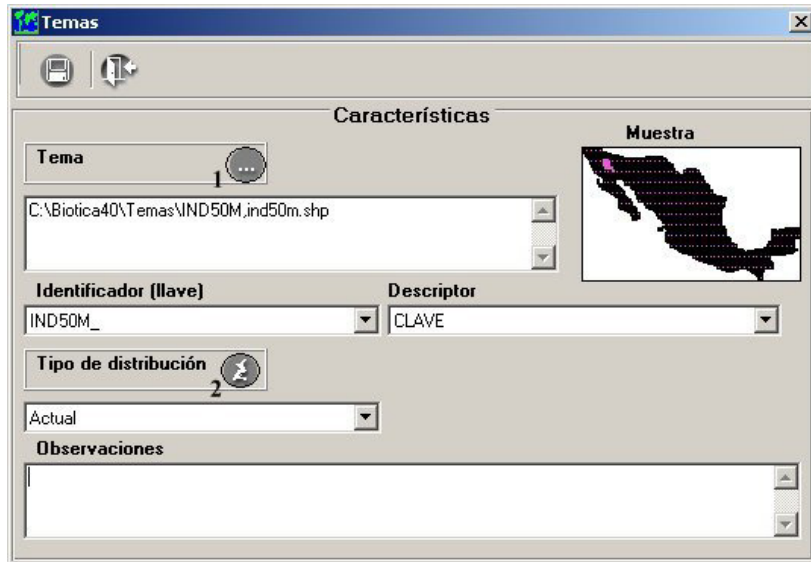 Temas
Características
Muestra
Tema
1
...
C:\Biotica40\Temas\IND50M,ind50m.shp
Identificador (llave)
Descriptor
IND50M_
CLAVE
Tipo de distribución
2
Actual
Observaciones